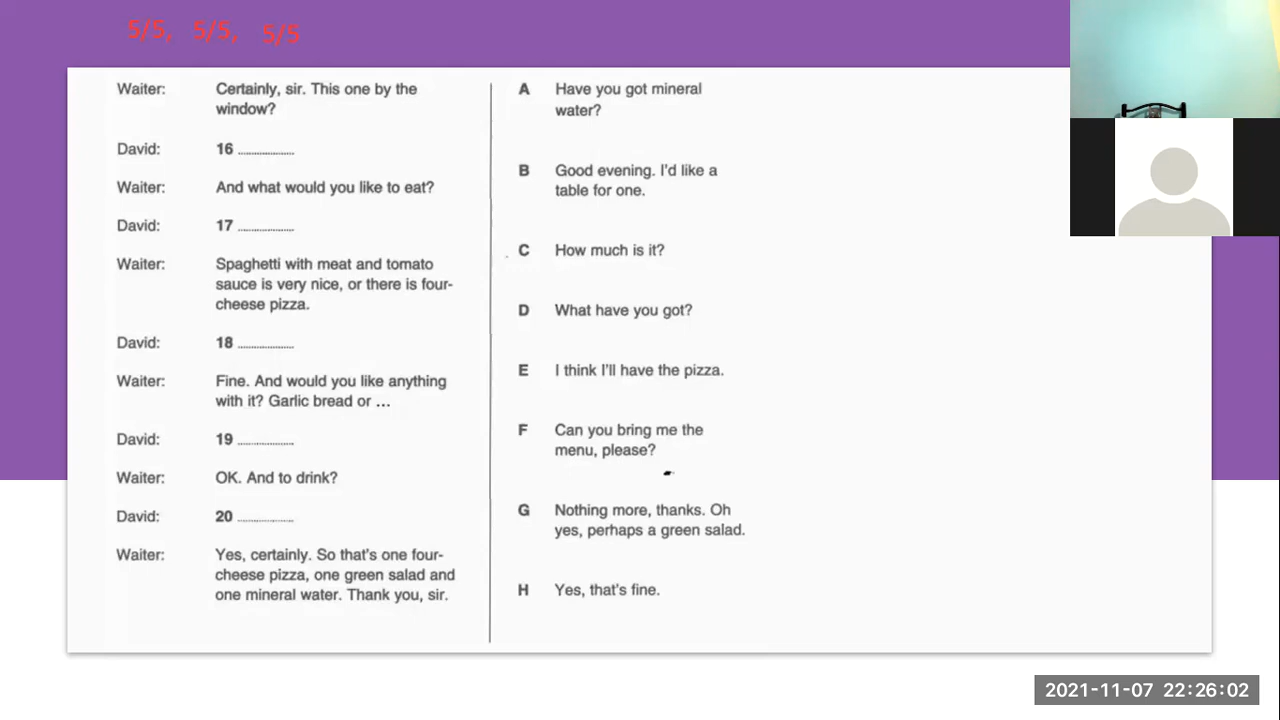 5/5, 5/5, 5/5
Waiter: Certainly, sir. This one by the
window?
David: 16 ....................
Waiter: And what would you like to eat?
David: 17 ....................
Waiter: Spaghetti with meat and tomato
sauce is very nice, or there is four-
cheese pizza.
David: 18 ....................
Waiter: Fine. And would you like anything
with it? Garlic bread or ...
David: 19 ....................
Waiter: OK. And to drink?
David: 20 ....................
Waiter: Yes, certainly. So that's one four-
cheese pizza, one green salad and
one mineral water. Thank you, sir.
A Have you got mineral
water?
B Good evening. I'd like a
table for one.
C How much is it?
D What have you got?
E I think I'll have the pizza.
F Can you bring me the
menu, please?
G Nothing more, thanks. Oh
yes, perhaps a green salad.
H Yes, that's fine.
2021-11-07 22:26:02